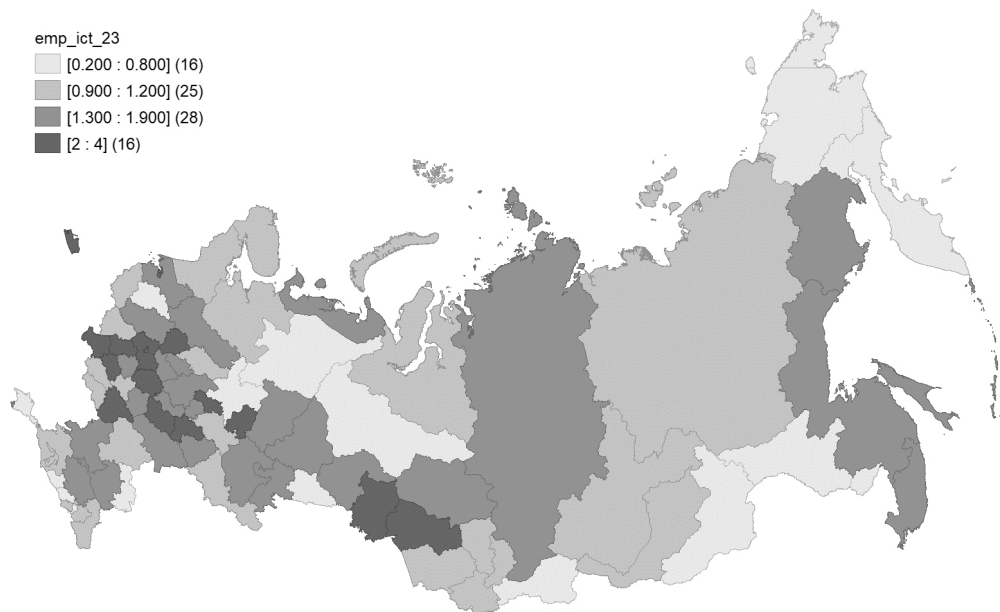 emp_ict_23
[0.200 : 0.800] (16)
[0.900 : 1.200] (25)
[1.300 : 1.900] (28)
[2 : 4] (16)